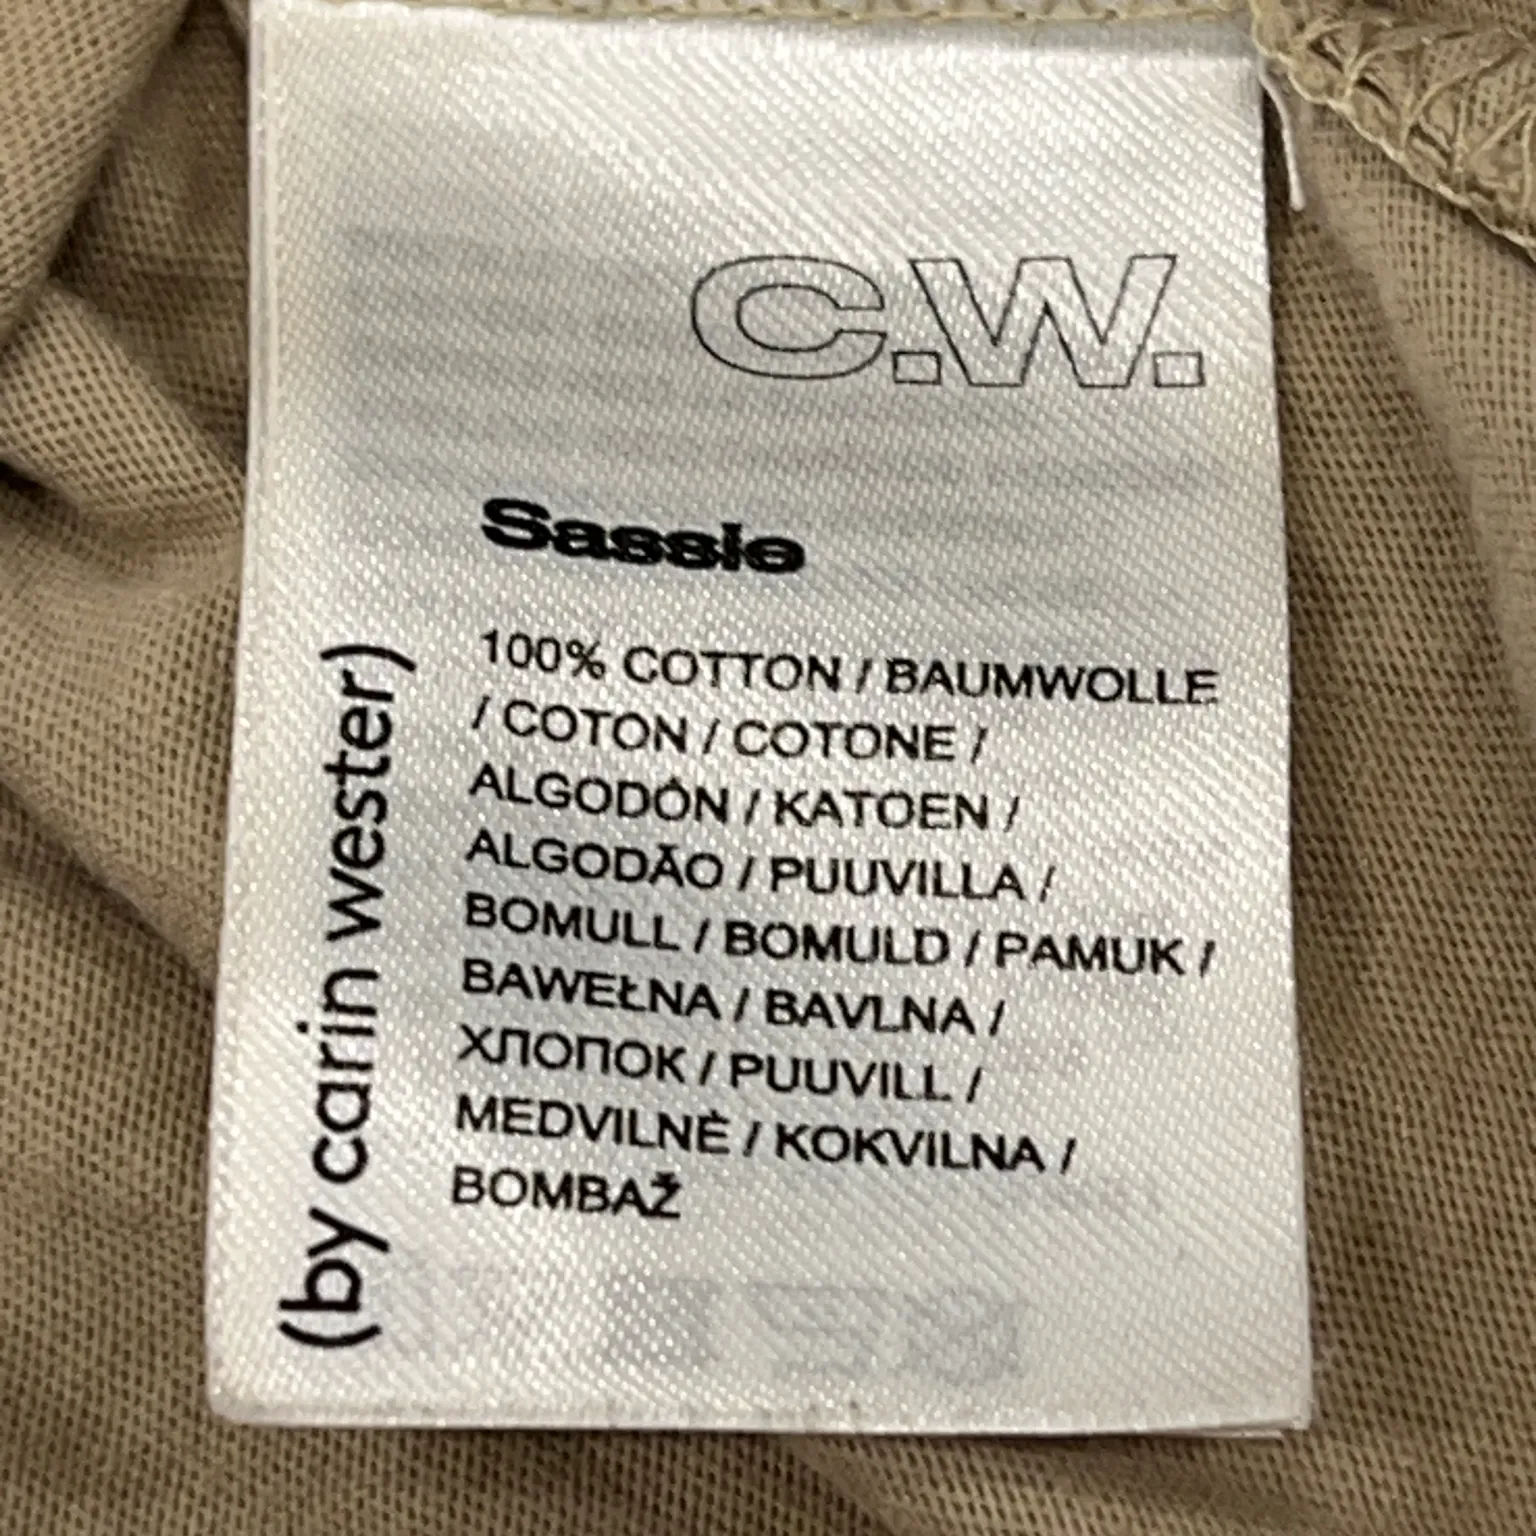 C.W.
Sassie
100% COTTON / BAUMWOLLE
/ COTON / COTONE /
ALGODÓN / KATOEN /
ALGODÃO / PUUVILLA /
BOMULL / BOMULD / PAMUK /
BAWEŁNA / BAVLNA /
ХЛОПОК / PUUVILL /
MEDVILNĖ / KOKVILNA /
BOMBAŽ
(by carin wester)